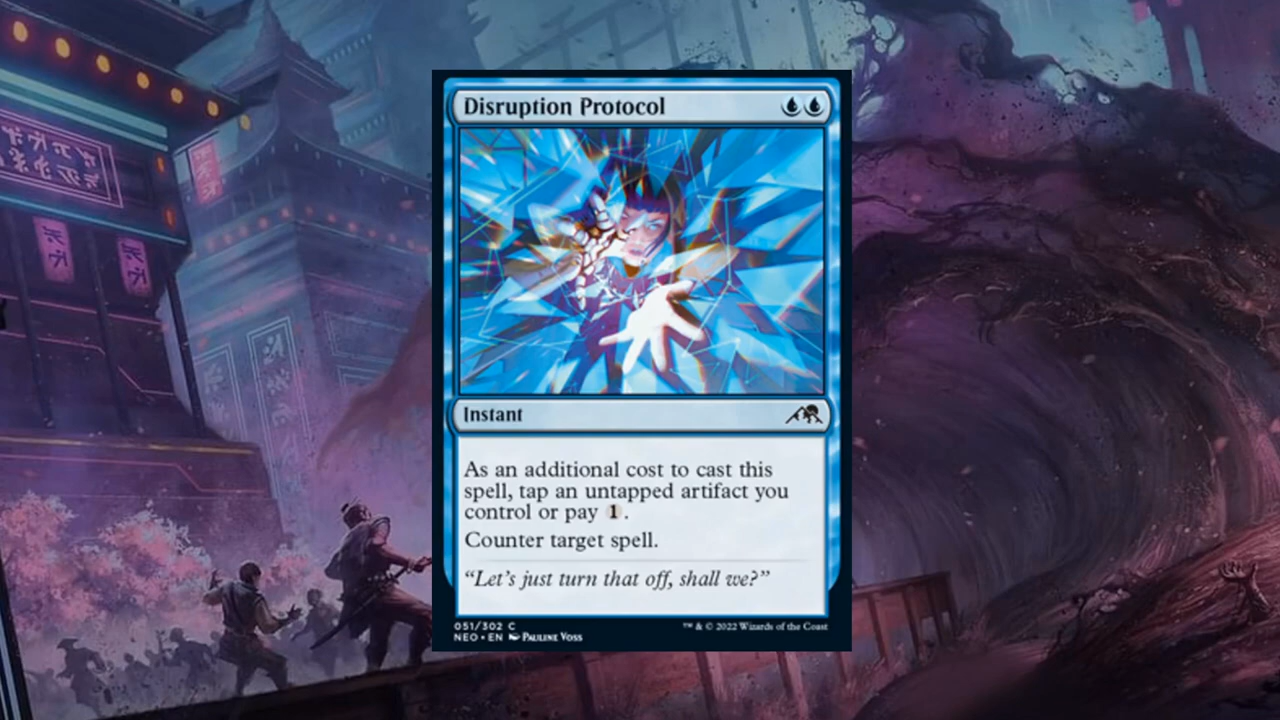 Disruption Protocol
Instant
As an additional cost to cast this
spell, tap an untapped artifact you
control or pay 1.
Counter target spell.
“Let’s just turn that off, shall we?”
051/302 C
NEO • EN Pauline Voss
™ & © 2022 Wizards of the Coast